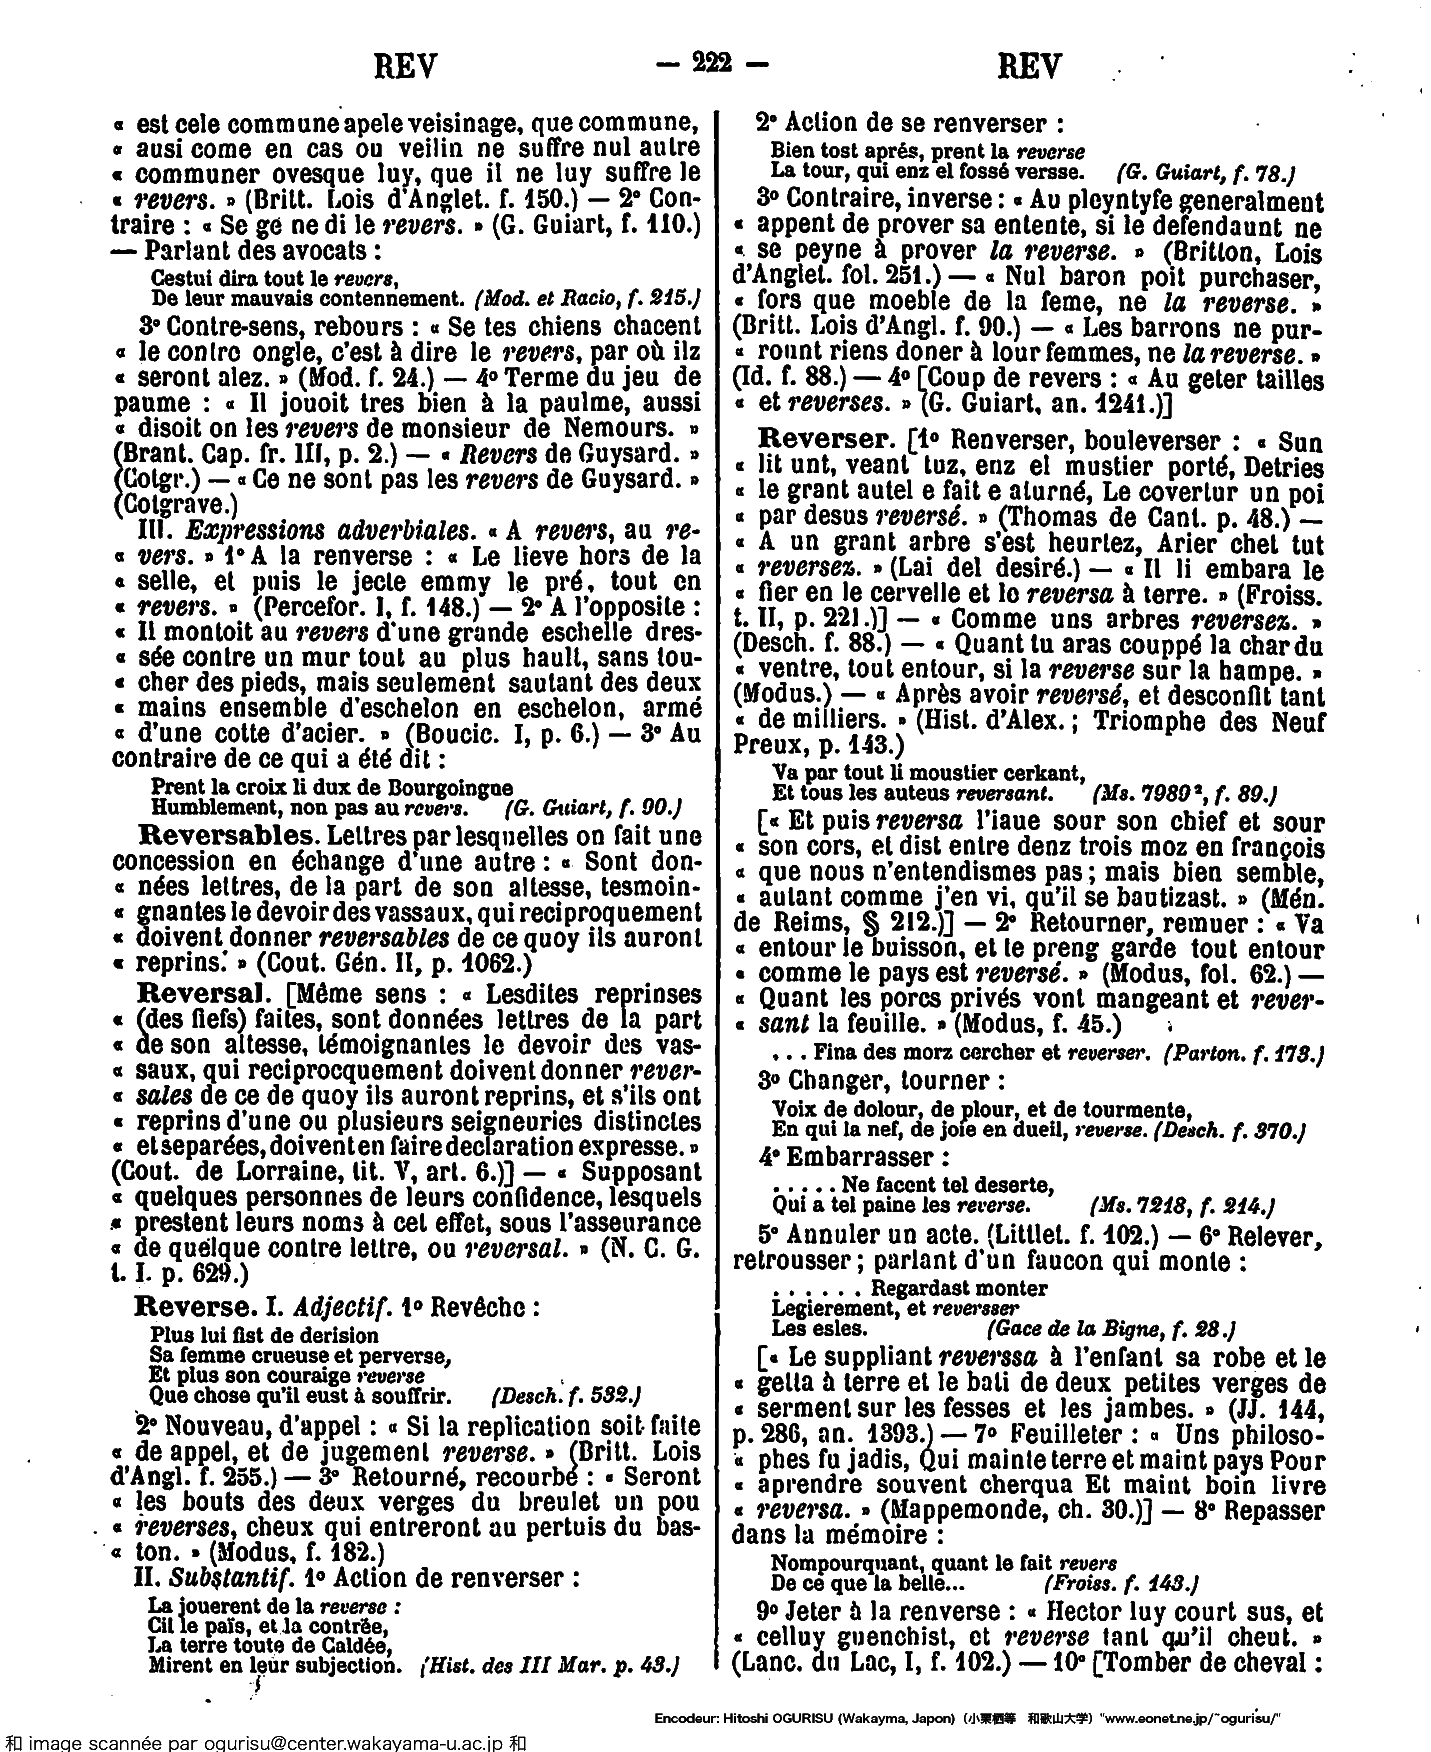 REV — 222 — REV
« est cele commune apele veisinage, que commune,
« ausi come en cas ou veilin ne suffre nul autre
« communer ovesque luy, que il ne luy suffre le
« revers. » (Britt. Lois d'Anglet. f. 150.) — 2° Con-
traire : « Se ge ne di le revers. » (G. Guiart, f. 110.)
— Parlant des avocats :
Cestui dira tout le revers,
De leur mauvais contennement. (Mod. et Racio, f. 215.)
3° Contre-sens, rebours : « Se tes chiens chacent
« le contre ongle, c'est à dire le revers, par où ilz
« seront alez. » (Mod. f. 24.) — 4° Terme du jeu de
paume : « Il jouoit tres bien à la paulme, aussi
« disoit on les revers de monsieur de Nemours. »
(Brant. Cap. fr. III, p. 2.) — « Revers de Guysard. »
(Cotgr.) — « Ce ne sont pas les revers de Guysard. »
(Cotgrave.)
III. Expressions adverbiales. « A revers, au re-
« vers. » 1° A la renverse : « Le lieve hors de la
« selle, et puis le jecte emmy le pré, tout en
« revers. » (Percefor. I, f. 148.) — 2° A l'opposite :
« Il montoit au revers d'une grande eschelle dres-
« sée contre un mur tout au plus hault, sans tou-
« cher des pieds, mais seulement sautant des deux
« mains ensemble d'eschelon en eschelon, armé
« d'une cotte d'acier. » (Boucic. I, p. 6.) — 3° Au
contraire de ce qui a été dit :
Prent la croix li dux de Bourgoingne
Humblement, non pas au revers. (G. Guiart, f. 90.)
Reversables. Lettres par lesquelles on fait une
concession en échange d'une autre : « Sont don-
« nées lettres, de la part de son altesse, tesmoin-
« gnantes le devoir des vassaux, qui reciproquement
« doivent donner reversables de ce quoy ils auront
« reprins. » (Cout. Gén. II, p. 1062.)
Reversal. [Même sens : « Lesdites reprinses
« (des fiefs) faites, sont données lettres de la part
« de son altesse, témoignantes le devoir des vas-
« saux, qui reciprocquement doivent donner rever-
« sales de ce de quoy ils auront reprins, et s'ils ont
« reprins d'une ou plusieurs seigneuries distinctes
« et separées, doivent en faire declaration expresse. »
(Cout. de Lorraine, tit. V, art. 6.)] — « Supposant
« quelques personnes de leurs confidence, lesquels
« prestent leurs noms à cet effet, sous l'asseurance
« de quelque contre lettre, ou reversal. » (N. C. G.
t. I. p. 629.)
Reverse. I. Adjectif. 1° Revêche :
Plus lui fist de derision
Sa femme crueuse et perverse,
Et plus son couraige reverse
Que chose qu'il eust à souffrir. (Desch. f. 532.)
2° Nouveau, d'appel : « Si la replication soit faite
« de appel, et de jugement reverse. » (Britt. Lois
d'Angl. f. 255.) — 3° Retourné, recourbé : « Seront
« les bouts des deux verges du breulet un pou
« reverses, cheux qui entreront au pertuis du bas-
« ton. » (Modus, f. 182.)
II. Substantif. 1° Action de renverser :
La jouerent de la reverse :
Cil le païs, et la contrée,
La terre toute de Caldée,
Mirent en leur subjection. (Hist. des III Mar. p. 43.)
2° Action de se renverser :
Bien tost aprés, prent la reverse
La tour, qui enz el fossé versse. (G. Guiart, f. 78.)
3° Contraire, inverse : « Au pleyntyfe generalment
« appent de prover sa entente, si le defendaunt ne
« se peyne à prover la reverse. » (Britton, Lois
d'Anglet. fol. 251.) — « Nul baron poit purchaser,
« fors que moeble de la feme, ne la reverse. »
(Britt. Lois d'Angl. f. 90.) — « Les barrons ne pur-
« rount riens doner à lour femmes, ne la reverse. »
(Id. f. 88.) — 4° [Coup de revers : « Au geter tailles
« et reverses. » (G. Guiart, an. 1241.)]
Reverser. [1° Renverser, bouleverser : « Sun
« lit unt, veant tuz, enz el mustier porté, Detries
« le grant autel e fait e aturné, Le covertur un poi
« par desus reversé. » (Thomas de Cant. p. 48.) —
« A un grant arbre s'est heurtez, Arier chet tut
« reversez. » (Lai del desiré.) — « Il li embara le
« fier en le cervelle et le reversa à terre. » (Froiss.
t. II, p. 221.)] — « Comme uns arbres reversez. »
(Desch. f. 88.) — « Quant tu aras couppé la char du
« ventre, tout entour, si la reverse sur la hampe. »
(Modus.) — « Après avoir reversé, et desconfit tant
« de milliers. » (Hist. d'Alex. ; Triomphe des Neuf
Preux, p. 143.)
Va par tout li moustier cerkant,
Et tous les auteus reversant. (Ms. 7989², f. 89.)
[« Et puis reversa l'iaue sour son chief et sour
« son cors, et dist entre denz trois moz en françois
« que nous n'entendismes pas ; mais bien semble,
« autant comme j'en vi, qu'il se bautizast. » (Mén.
de Reims, § 212.)] — 2° Retourner, remuer : « Va
« entour le buisson, et te preng garde tout entour
« comme le pays est reversé. » (Modus, fol. 62.) —
« Quant les porcs privés vont mangeant et rever-
« sant la feuille. » (Modus, f. 45.)
... Fina des morz cercher et reverser. (Parton. f. 173.)
3° Changer, tourner :
Voix de dolour, de plour, et de tourmente,
En qui la nef, de joie en dueil, reverse. (Desch. f. 370.)
4° Embarrasser :
..... Ne facent tel deserte,
Qui a tel paine les reverse. (Ms. 7218, f. 214.)
5° Annuler un acte. (Littlet. f. 102.) — 6° Relever,
retrousser ; parlant d'un faucon qui monte :
...... Regardast monter
Legierement, et reversser
Les esles. (Gace de la Bigne, f. 28.)
[« Le suppliant reverssa à l'enfant sa robe et le
« getta à terre et le bati de deux petites verges de
« serment sur les fesses et les jambes. » (JJ. 144,
p. 286, an. 1393.) — 7° Feuilleter : « Uns philoso-
« phes fu jadis, Qui mainte terre et maint pays Pour
« aprendre souvent cherqua Et maint boin livre
« reversa. » (Mappemonde, ch. 30.)] — 8° Repasser
dans la mémoire :
Nompourquant, quant le fait revers
De ce que la belle... (Froiss. f. 143.)
9° Jeter à la renverse : « Hector luy court sus, et
« celluy guenchist, et reverse tant qu'il cheut. »
(Lanc. du Lac, I, f. 102.) — 10° [Tomber de cheval :
Encodeur: Hitoshi OGURISU (Wakayma, Japon) (小栗栖等 和歌山大学) "www.eonet.ne.jp/~ogurisu/"
和 image scannée par ogurisu@center.wakayama-u.ac.jp 和